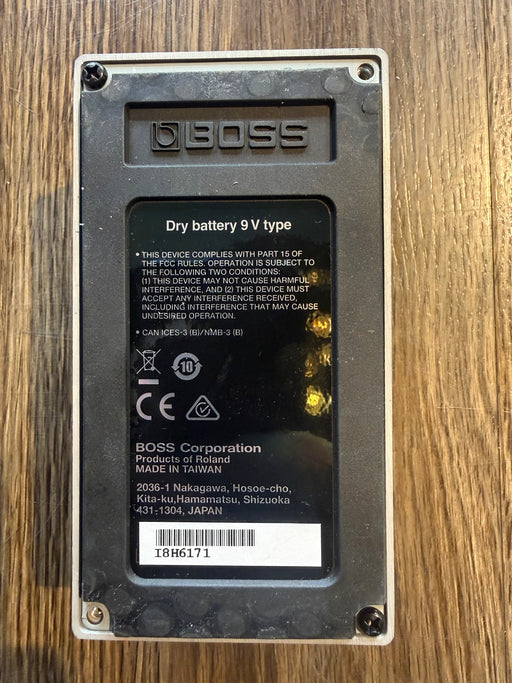 BOSS
Dry battery 9 V type
• THIS DEVICE COMPLIES WITH PART 15 OF
THE FCC RULES. OPERATION IS SUBJECT TO
THE FOLLOWING TWO CONDITIONS:
(1) THIS DEVICE MAY NOT CAUSE HARMFUL
INTERFERENCE, AND (2) THIS DEVICE MUST
ACCEPT ANY INTERFERENCE RECEIVED,
INCLUDING INTERFERENCE THAT MAY CAUSE
UNDESIRED OPERATION.
• CAN ICES-3 (B)/NMB-3 (B)
10
CE
BOSS Corporation
Products of Roland
MADE IN TAIWAN
2036-1 Nakagawa, Hosoe-cho,
Kita-ku,Hamamatsu, Shizuoka
431-1304, JAPAN
I8H6171